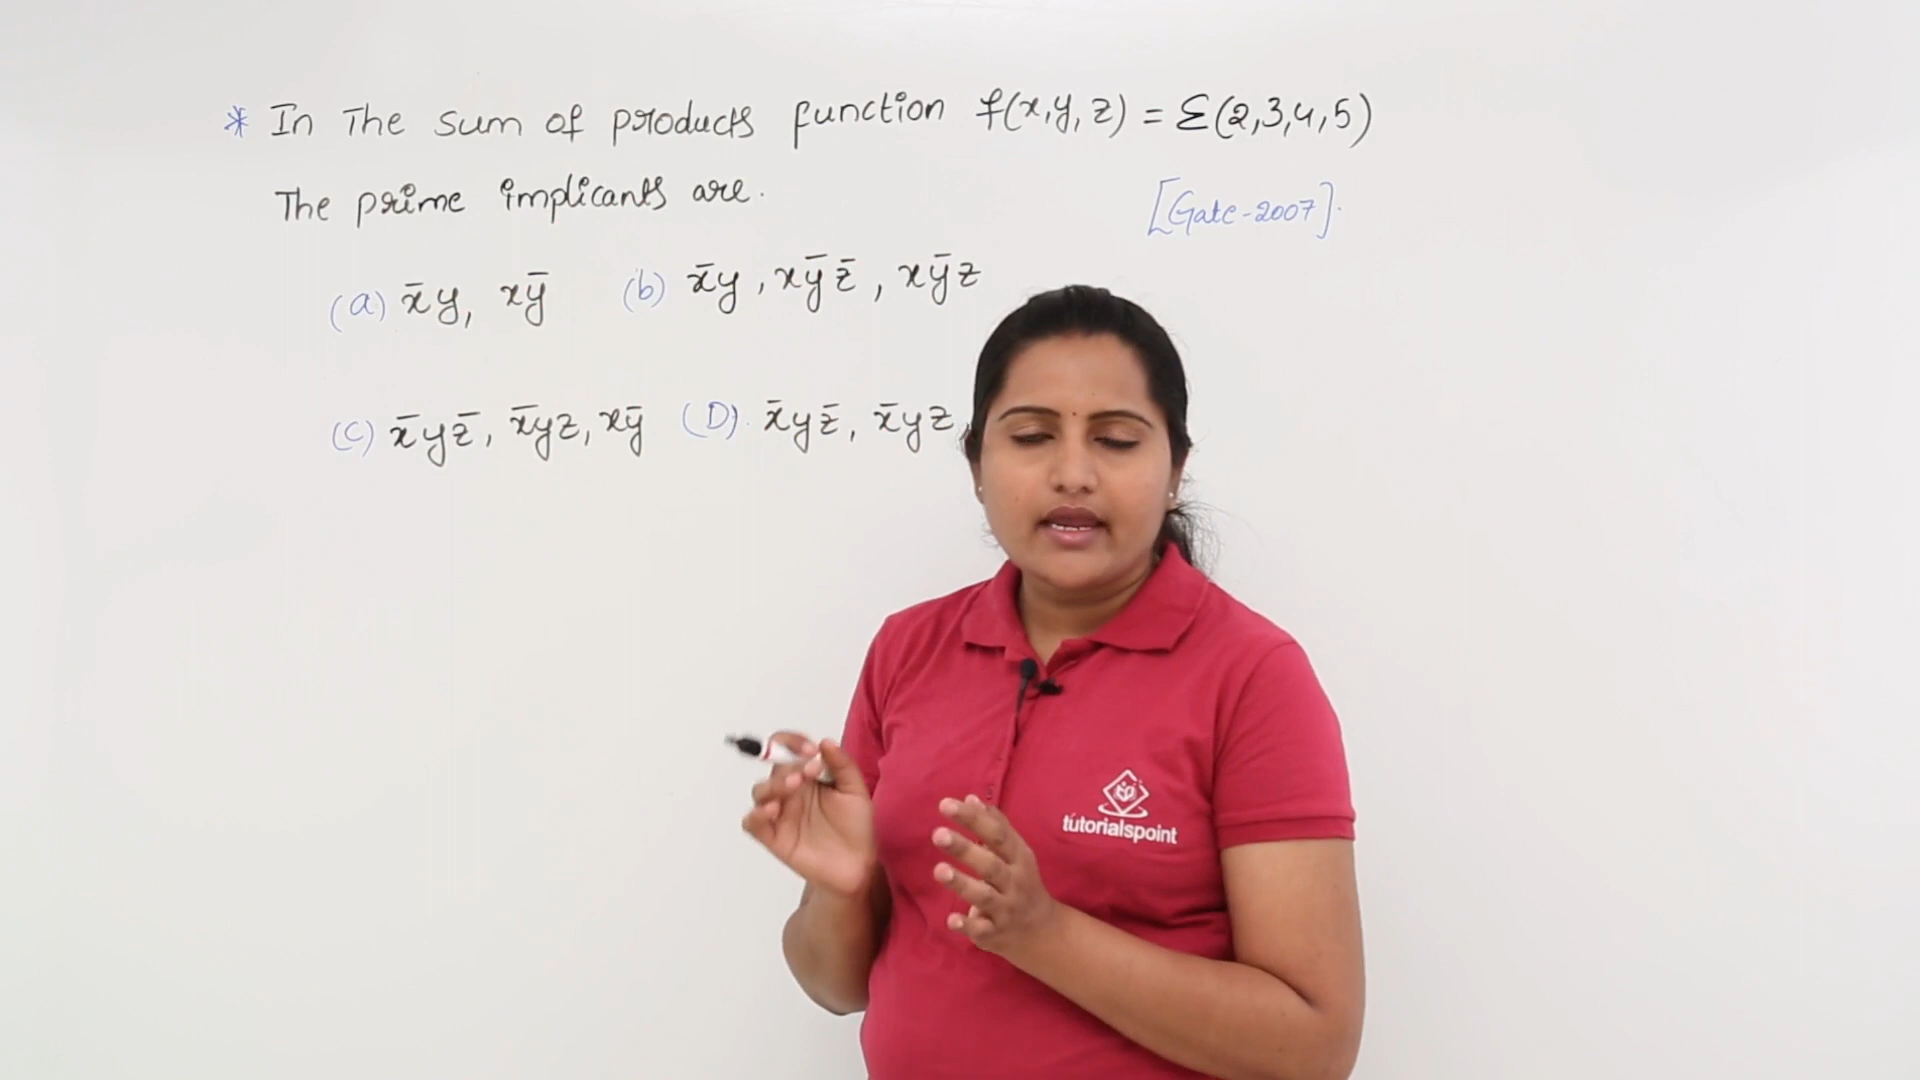 * In The sum of products function f(x,y,z) = Σ(2,3,4,5)
The prime implicants are.
[Gate-2007].
(a) x̄y, xȳ (b) x̄y, xȳz̄, xȳz
(C) x̄yz̄, x̄yz, xȳ (D). x̄yz̄, x̄yz,
tutorialspoint